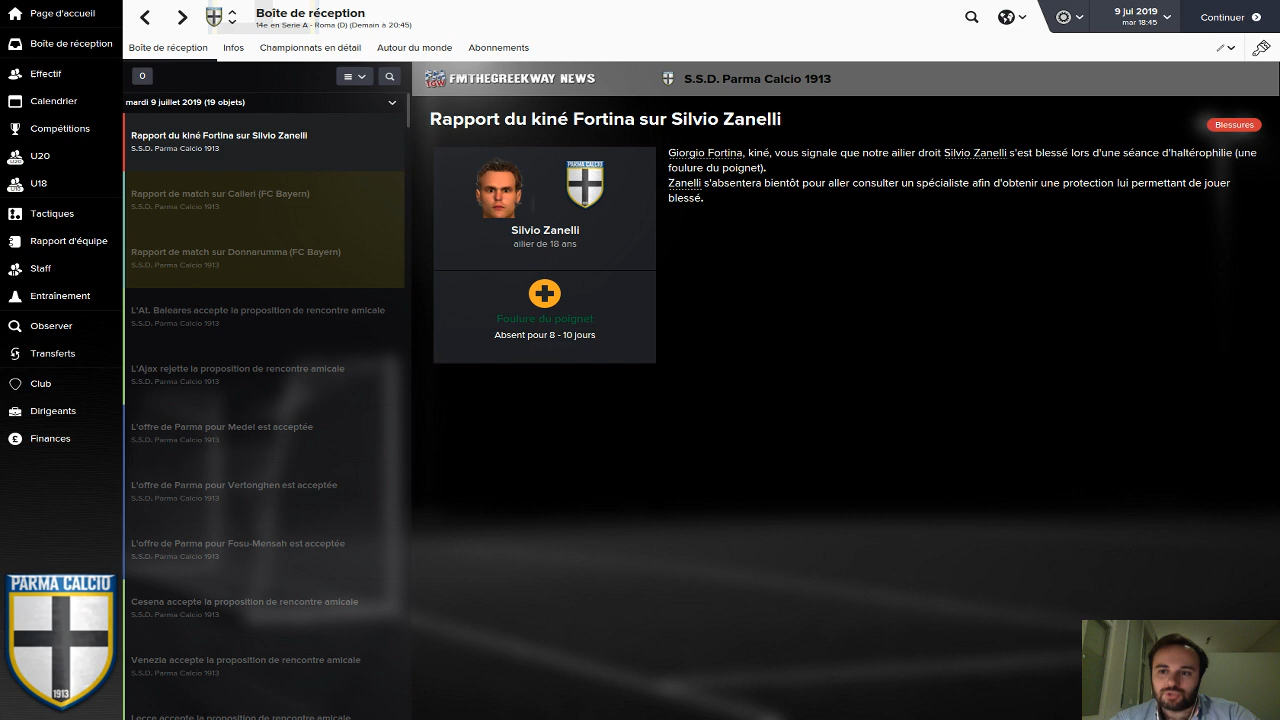 Page d'accueil
Boîte de réception
Effectif
Calendrier
Compétitions
U20
U18
Tactiques
Rapport d'équipe
Staff
Entraînement
Observer
Transferts
Club
Dirigeants
Finances
PARMA CALCIO
1913
Boîte de réception
14e en Serie A - Roma (D) (Demain à 20:45)
9 jul 2019
mar 18:45
Continuer
Boîte de réception
Infos
Championnats en détail
Autour du monde
Abonnements
0
mardi 9 juillet 2019 (19 objets)
Rapport du kiné Fortina sur Silvio Zanelli
S.S.D. Parma Calcio 1913
Rapport de match sur Calleri (FC Bayern)
S.S.D. Parma Calcio 1913
Rapport de match sur Donnarumma (FC Bayern)
S.S.D. Parma Calcio 1913
L'At. Baleares accepte la proposition de rencontre amicale
S.S.D. Parma Calcio 1913
L'Ajax rejette la proposition de rencontre amicale
S.S.D. Parma Calcio 1913
L'offre de Parma pour Medel est acceptée
S.S.D. Parma Calcio 1913
L'offre de Parma pour Vertonghen est acceptée
S.S.D. Parma Calcio 1913
L'offre de Parma pour Fosu-Mensah est acceptée
S.S.D. Parma Calcio 1913
Cesena accepte la proposition de rencontre amicale
S.S.D. Parma Calcio 1913
Venezia accepte la proposition de rencontre amicale
S.S.D. Parma Calcio 1913
Lecce accepte la proposition de rencontre amicale
FMTHEGREEKWAY NEWS
S.S.D. Parma Calcio 1913
Rapport du kiné Fortina sur Silvio Zanelli
Blessures
PARMA CALCIO
Silvio Zanelli
ailier de 18 ans
Foulure du poignet
Absent pour 8 - 10 jours
Giorgio Fortina, kiné, vous signale que notre ailier droit Silvio Zanelli s'est blessé lors d'une séance d'haltérophilie (une
foulure du poignet).
Zanelli s'absentera bientôt pour aller consulter un spécialiste afin d'obtenir une protection lui permettant de jouer
blessé.